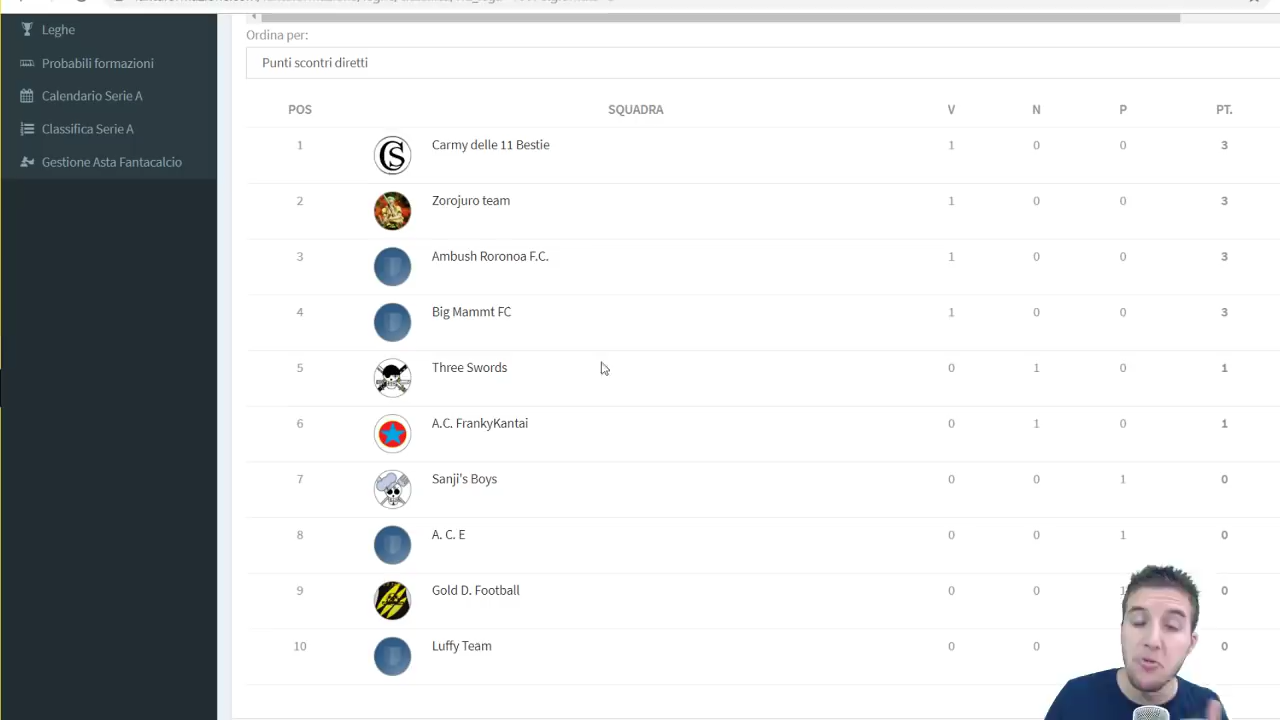 Leghe
Probabili formazioni
Calendario Serie A
Classifica Serie A
Gestione Asta Fantacalcio
Ordina per:
Punti scontri diretti
POS SQUADRA V N P PT.
1 Carmy delle 11 Bestie 1 0 0 3
2 Zorojuro team 1 0 0 3
3 Ambush Roronoa F.C. 1 0 0 3
4 Big Mammt FC 1 0 0 3
5 Three Swords 0 1 0 1
6 A.C. FrankyKantai 0 1 0 1
7 Sanji's Boys 0 0 1 0
8 A. C. E 0 0 1 0
9 Gold D. Football 0 0 1 0
10 Luffy Team 0 0 0